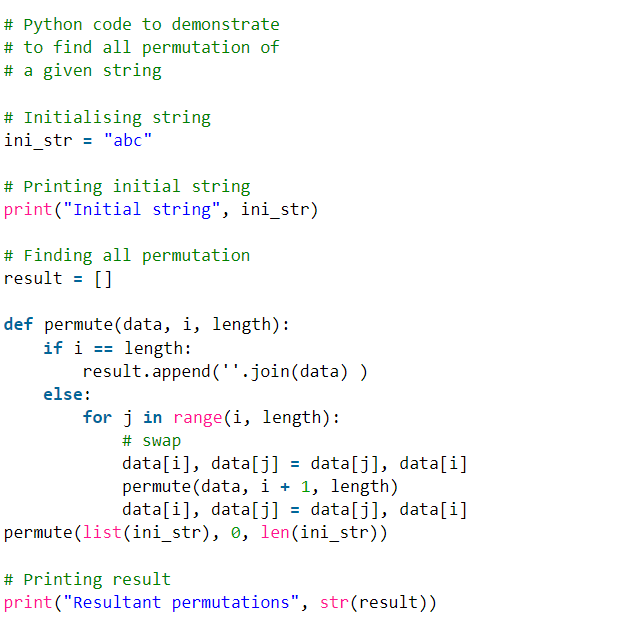 # Python code to demonstrate
# to find all permutation of
# a given string

# Initialising string
ini_str = "abc"

# Printing initial string
print("Initial string", ini_str)

# Finding all permutation
result = []

def permute(data, i, length):
    if i == length:
        result.append(''.join(data) )
    else:
        for j in range(i, length):
            # swap
            data[i], data[j] = data[j], data[i]
            permute(data, i + 1, length)
            data[i], data[j] = data[j], data[i]
permute(list(ini_str), 0, len(ini_str))

# Printing result
print("Resultant permutations", str(result))